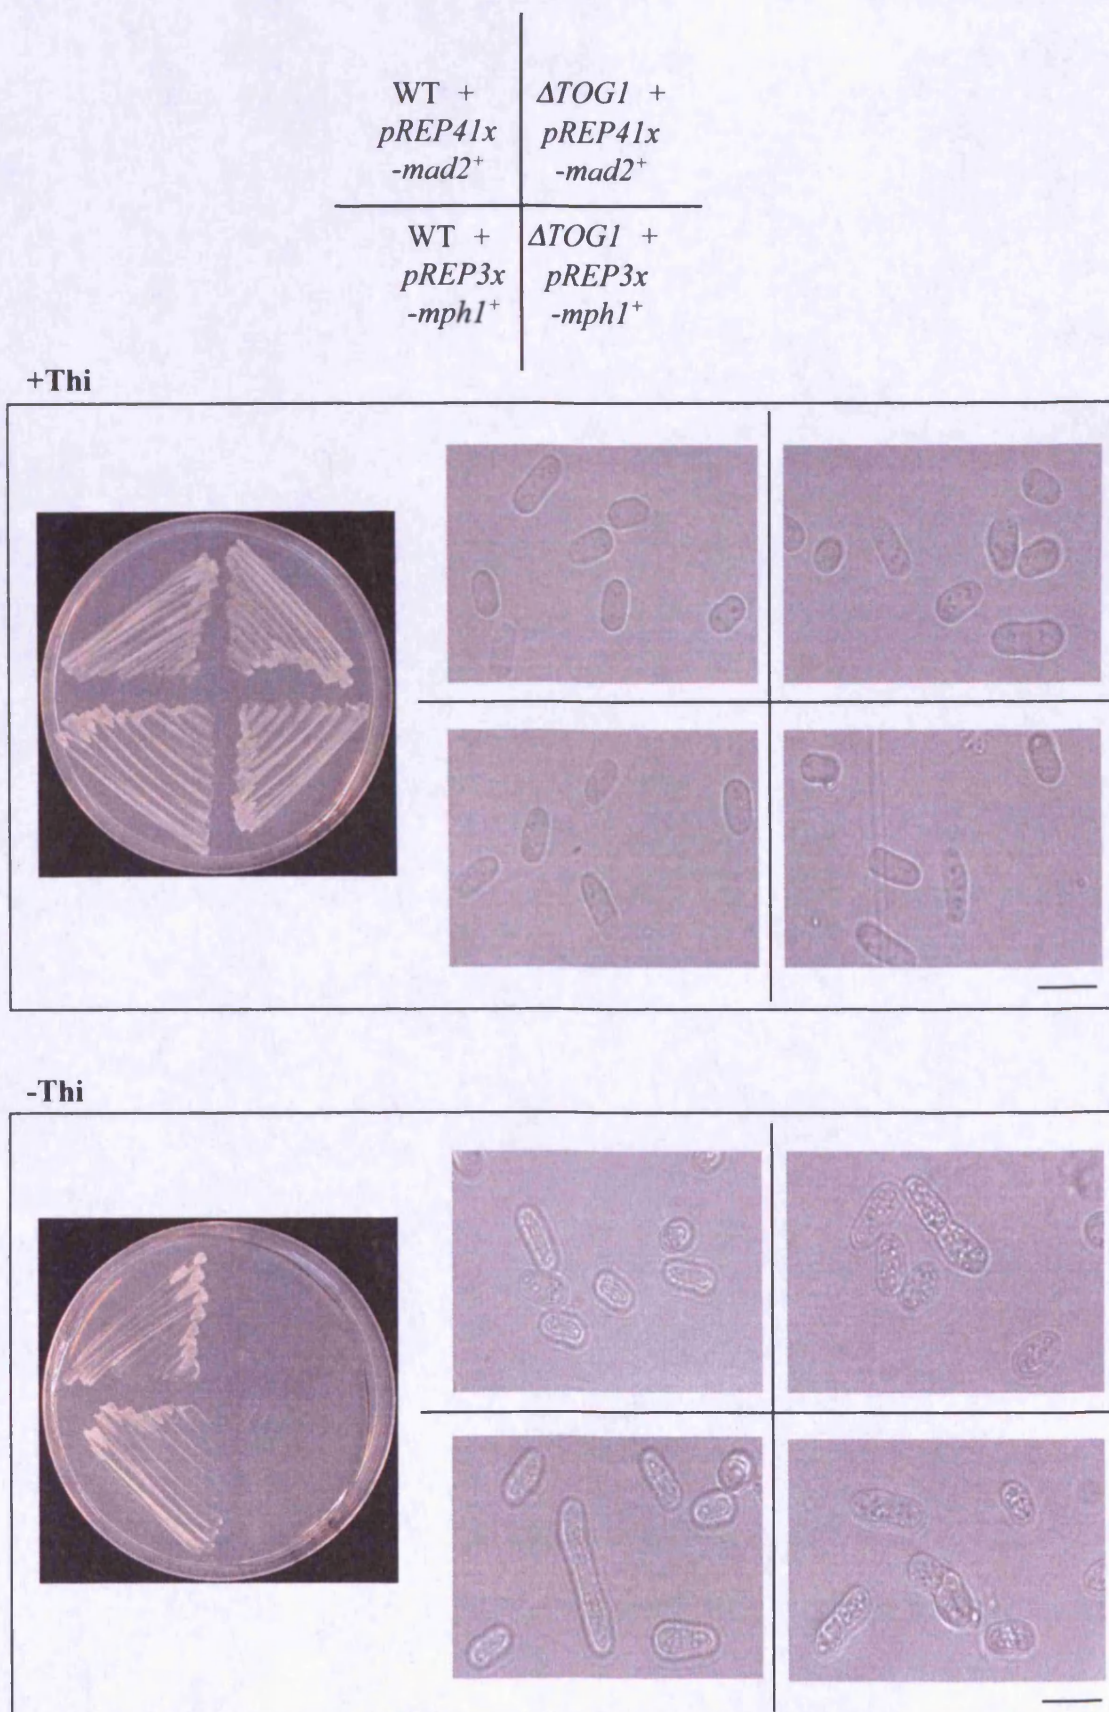 WT +
pREP41x
-mad2⁺
ΔTOG1 +
pREP41x
-mad2⁺
WT +
pREP3x
-mph1⁺
ΔTOG1 +
pREP3x
-mph1⁺
+Thi
-Thi